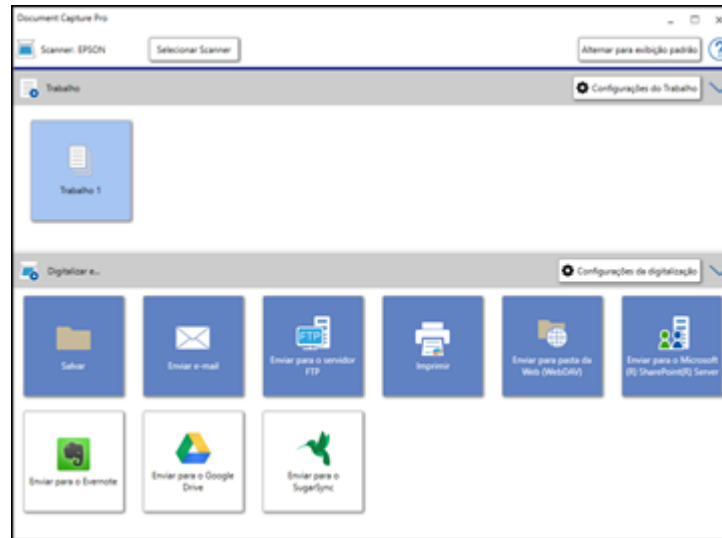 Document Capture Pro
Scanner: EPSON
Selecionar Scanner
Alternar para exibição padrão
?
Trabalho
Configurações do Trabalho
Trabalho 1
Digitalizar e...
Configurações da digitalização
Salvar
Enviar e-mail
Enviar para o servidor
FTP
FTP
Imprimir
Enviar para pasta da
Web (WebDAV)
Enviar para o Microsoft
(R) SharePoint(R) Server
Enviar para o Evernote
Enviar para o Google
Drive
Enviar para o
SugarSync